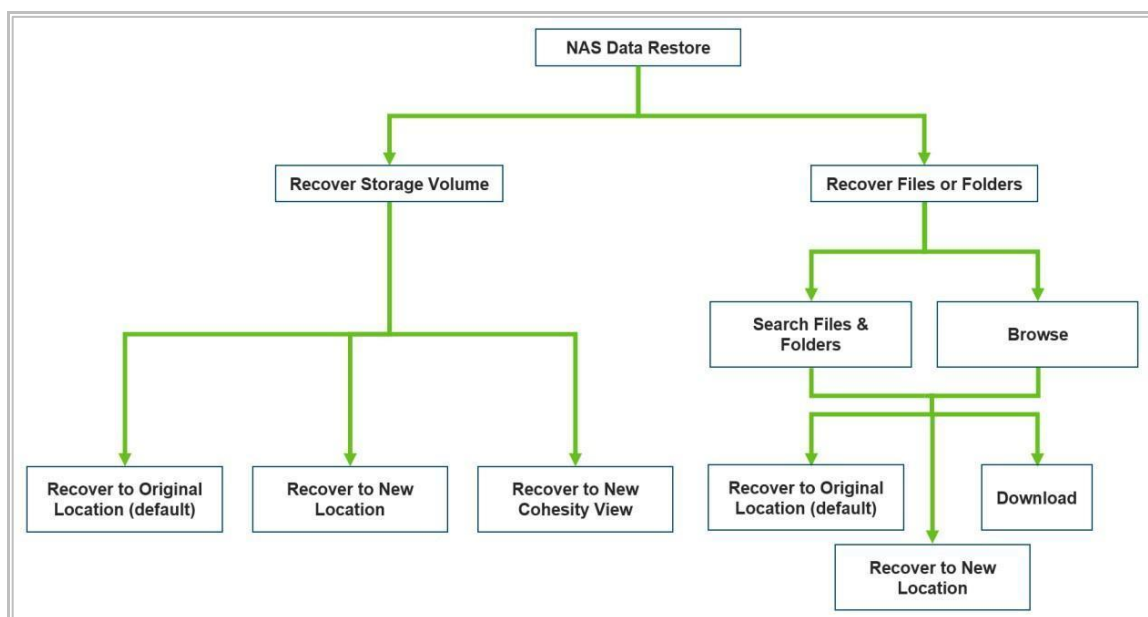 NAS Data Restore
Recover Storage Volume
Recover Files or Folders
Search Files &
Folders
Browse
Recover to Original
Location (default)
Recover to New
Location
Recover to New
Cohesity View
Recover to Original
Location (default)
Download
Recover to New
Location